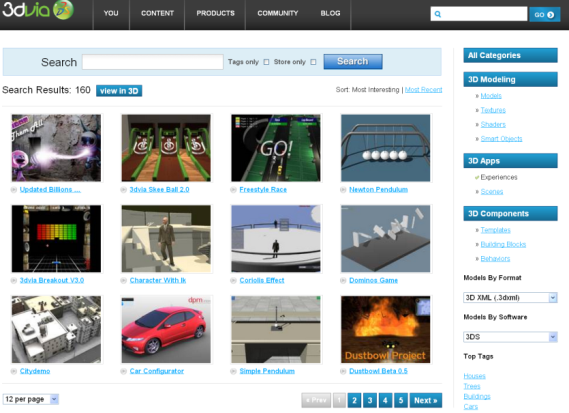 3dvia
YOU CONTENT PRODUCTS COMMUNITY BLOG GO
Search Tags only Store only Search
Search Results: 160 view in 3D Sort: Most Interesting | Most Recent
Them All
GO!
Updated Billions ... 3dvia Skee Ball 2.0 Freestyle Race Newton Pendulum
3dvia Breakout V3.0 Character With Ik Coriolis Effect Dominos Game
dpm
Dustbowl Project
Citydemo Car Configurator Simple Pendulum Dustbowl Beta 0.5
12 per page « Prev 1 2 3 4 5 Next »
All Categories
3D Modeling
» Models
» Textures
» Shaders
» Smart Objects
3D Apps
Experiences
» Scenes
3D Components
» Templates
» Building Blocks
» Behaviors
Models By Format
3D XML (.3dxml)
Models By Software
3DS
Top Tags
Houses
Trees
Buildings
Cars